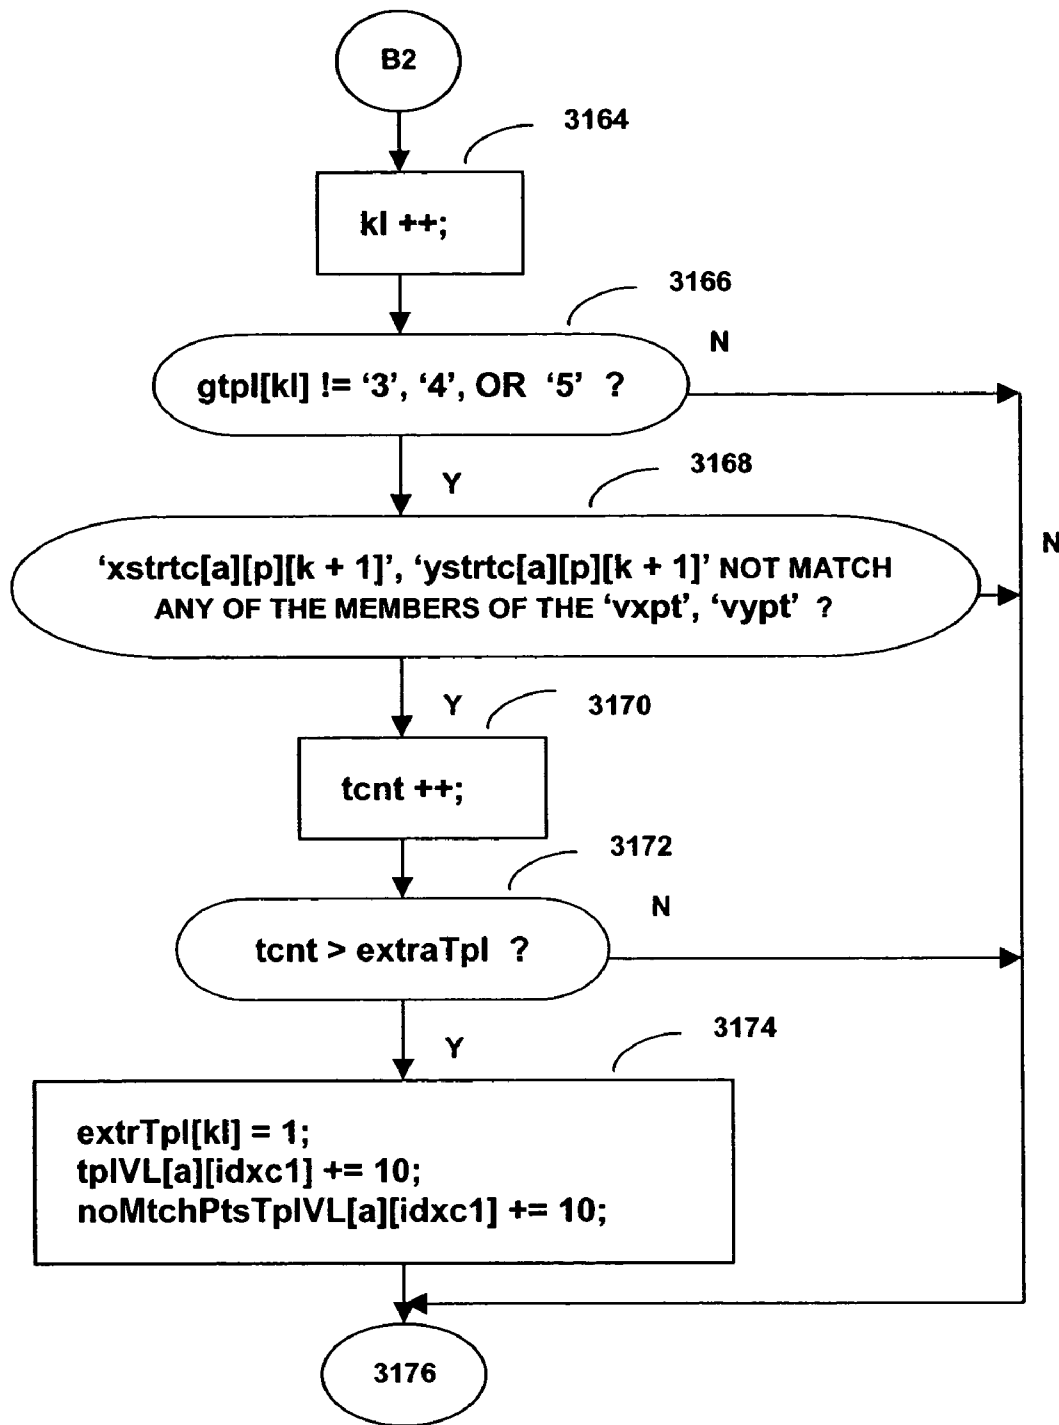 B2
3164
kl ++;
3166
N
gtpl[kl] != ‘3’, ‘4’, OR ‘5’ ?
Y
3168
N
‘xstrtc[a][p][k + 1]’, ‘ystrtc[a][p][k + 1]’ NOT MATCH
ANY OF THE MEMBERS OF THE ‘vxpt’, ‘vypt’ ?
Y
3170
tcnt ++;
3172
N
tcnt > extraTpl ?
Y
3174
extrTpl[kl] = 1;
tplVL[a][idxc1] += 10;
noMtchPtsTplVL[a][idxc1] += 10;
3176